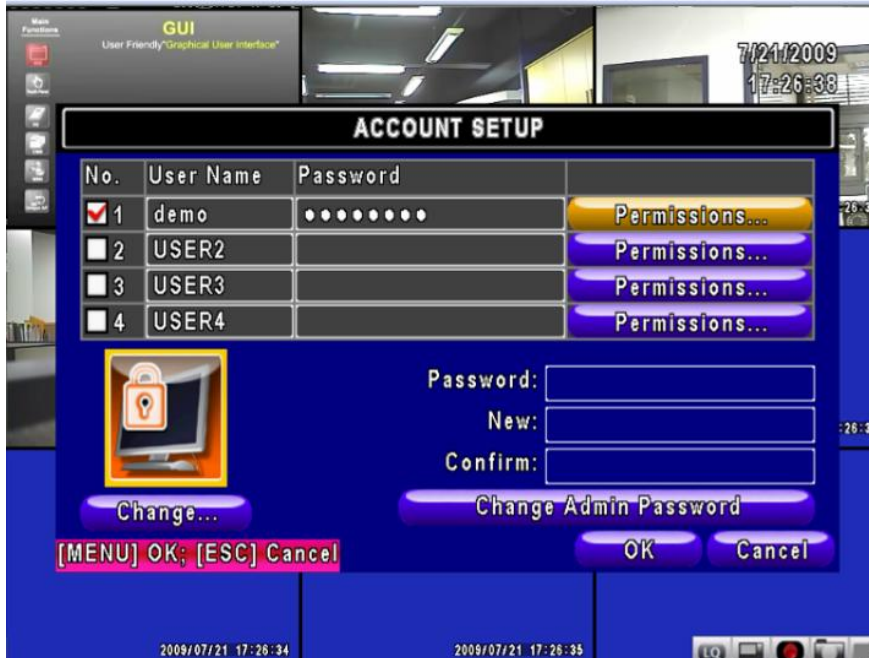 Main
Functions
GUI
User Friendly"Graphical User Interface"
7/21/2009
17:26:38
ACCOUNT SETUP
No. User Name Password
1 demo ●●●●●●●● Permissions...
2 USER2 Permissions...
3 USER3 Permissions...
4 USER4 Permissions...
Password:
New:
Confirm:
Change...
Change Admin Password
[MENU] OK; [ESC] Cancel
OK Cancel
2009/07/21 17:26:34
2009/07/21 17:26:35
LQ